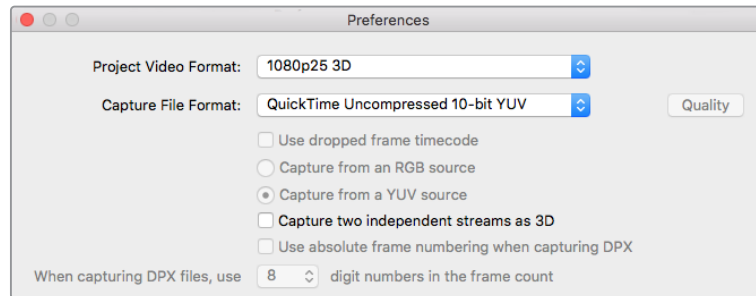 Preferences
Project Video Format: 1080p25 3D
Capture File Format: QuickTime Uncompressed 10-bit YUV Quality
Use dropped frame timecode
Capture from an RGB source
Capture from a YUV source
Capture two independent streams as 3D
Use absolute frame numbering when capturing DPX
When capturing DPX files, use 8 digit numbers in the frame count